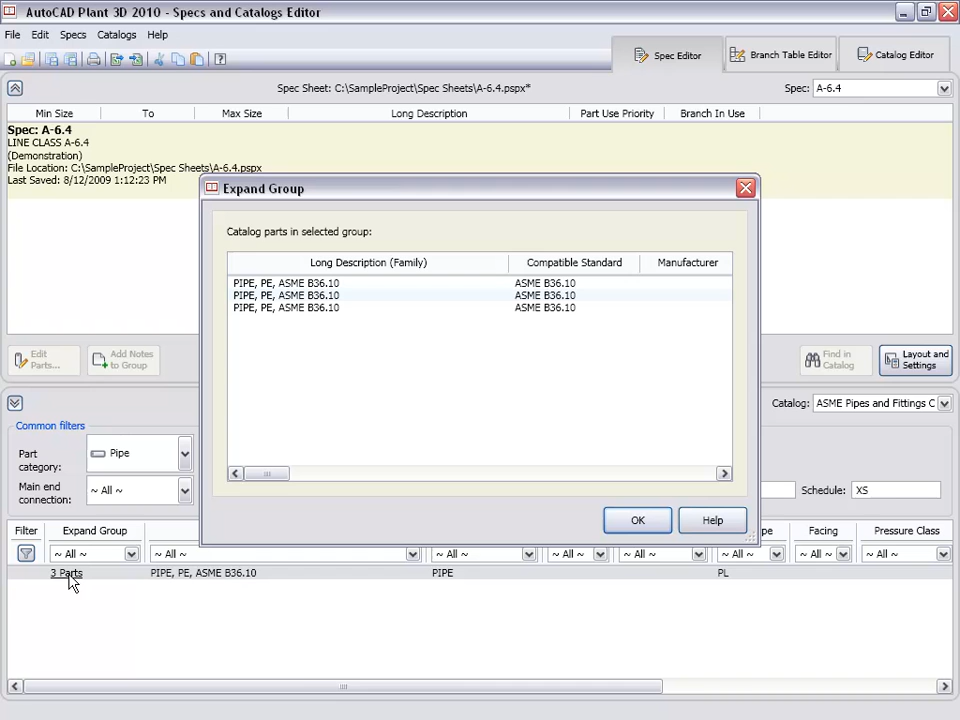 AutoCAD Plant 3D 2010 - Specs and Catalogs Editor
File Edit Specs Catalogs Help
Spec Editor Branch Table Editor Catalog Editor
Spec Sheet: C:\SampleProject\Spec Sheets\A-6.4.pspx* Spec: A-6.4
Min Size To Max Size Long Description Part Use Priority Branch In Use
Spec: A-6.4
LINE CLASS A-6.4
(Demonstration)
File Location: C:\SampleProject\Spec Sheets\A-6.4.pspx
Last Saved: 8/12/2009 1:12:23 PM
Expand Group
Catalog parts in selected group:
Long Description (Family) Compatible Standard Manufacturer
PIPE, PE, ASME B36.10 ASME B36.10
PIPE, PE, ASME B36.10 ASME B36.10
PIPE, PE, ASME B36.10 ASME B36.10
OK Help
Edit Parts...
Add Notes to Group
Find in Catalog
Layout and Settings
Catalog: ASME Pipes and Fittings C
Common filters
Part category: Pipe
Main end connection: ~ All ~
Schedule: XS
Filter Expand Group Facing Pressure Class
~ All ~ ~ All ~ ~ All ~ ~ All ~ ~ All ~ ~ All ~ ~ All ~ ~ All ~
3 Parts PIPE, PE, ASME B36.10 PIPE PL